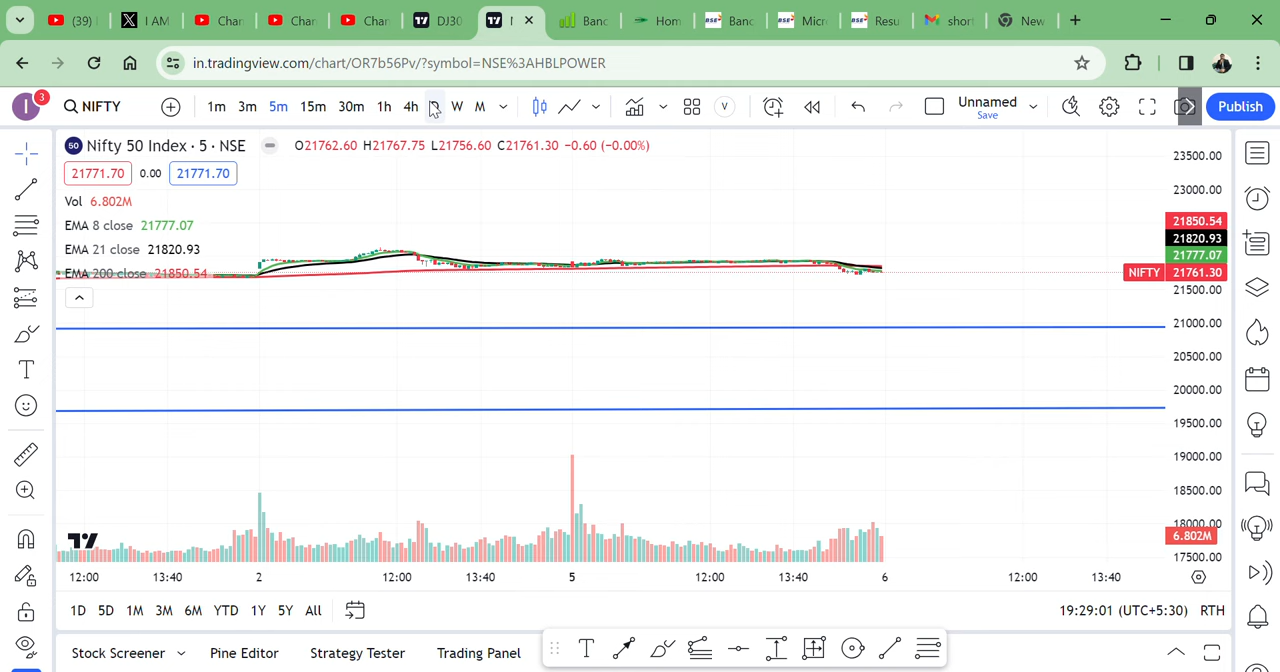 (39) I AM Chan Chan Chan DJ30 Banc Hom Banc Micr Resu shor New
in.tradingview.com/chart/OR7b56Pv/?symbol=NSE%3AHBLPOWER
I 3 NIFTY 1m 3m 5m 15m 30m 1h 4h D W M V Unnamed Save Publish
50 Nifty 50 Index · 5 · NSE O21762.60 H21767.75 L21756.60 C21761.30 −0.60 (−0.00%)
21771.70 0.00 21771.70
Vol 6.802M
EMA 8 close 21777.07
EMA 21 close 21820.93
EMA 200 close 21850.54
23500.00
23000.00
21850.54
21820.93
21777.07
NIFTY 21761.30
21500.00
21000.00
20500.00
20000.00
19500.00
19000.00
18500.00
18000.00
6.802M
17500.00
12:00 13:40 2 12:00 13:40 5 12:00 13:40 6 12:00 13:40
1D 5D 1M 3M 6M YTD 1Y 5Y All 19:29:01 (UTC+5:30) RTH
Stock Screener Pine Editor Strategy Tester Trading Panel